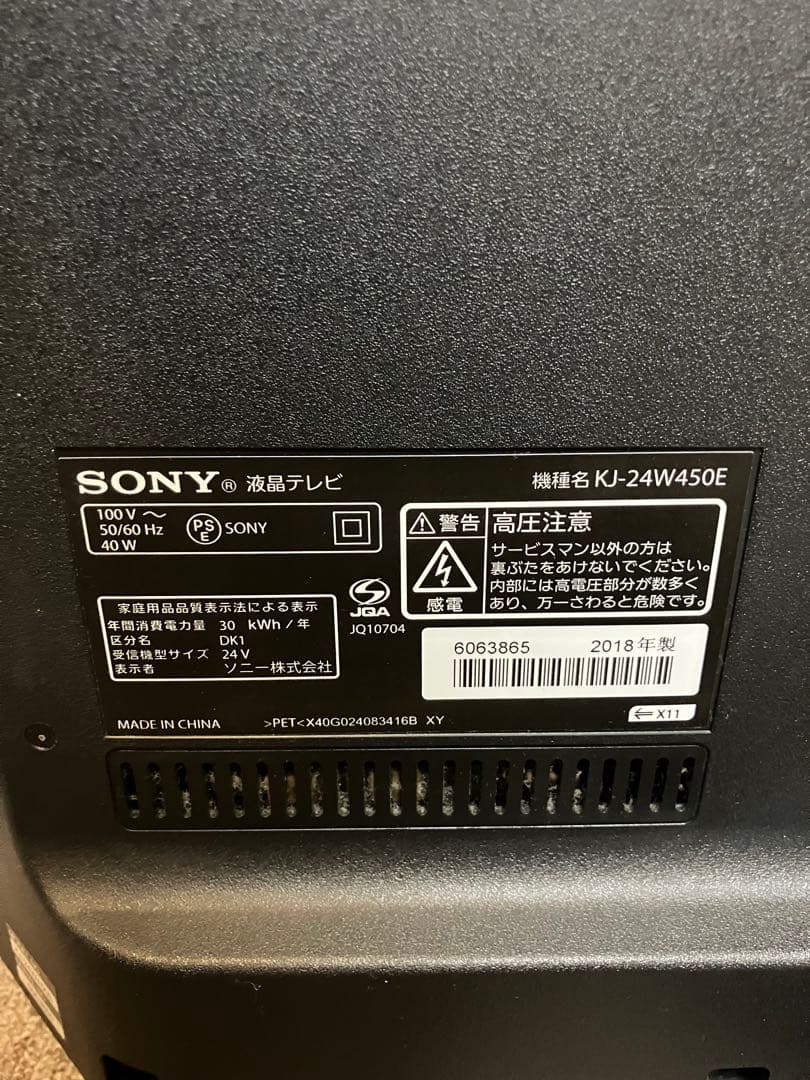 SONY® 液晶テレビ
機種名 KJ-24W450E
100 V ～
50/60 Hz
40 W
PS
E
SONY
警告
感電
高圧注意
サービスマン以外の方は
裏ぶたをあけないでください。
内部には高電圧部分が数多く
あり、万一さわると危険です。
家庭用品品質表示法による表示
年間消費電力量 30 kWh / 年
区分名 DK1
受信機型サイズ 24 V
表示者 ソニー株式会社
JQA
JQ10704
6063865 2018年製
⇐ X11
MADE IN CHINA >PET<X40G024083416B XY